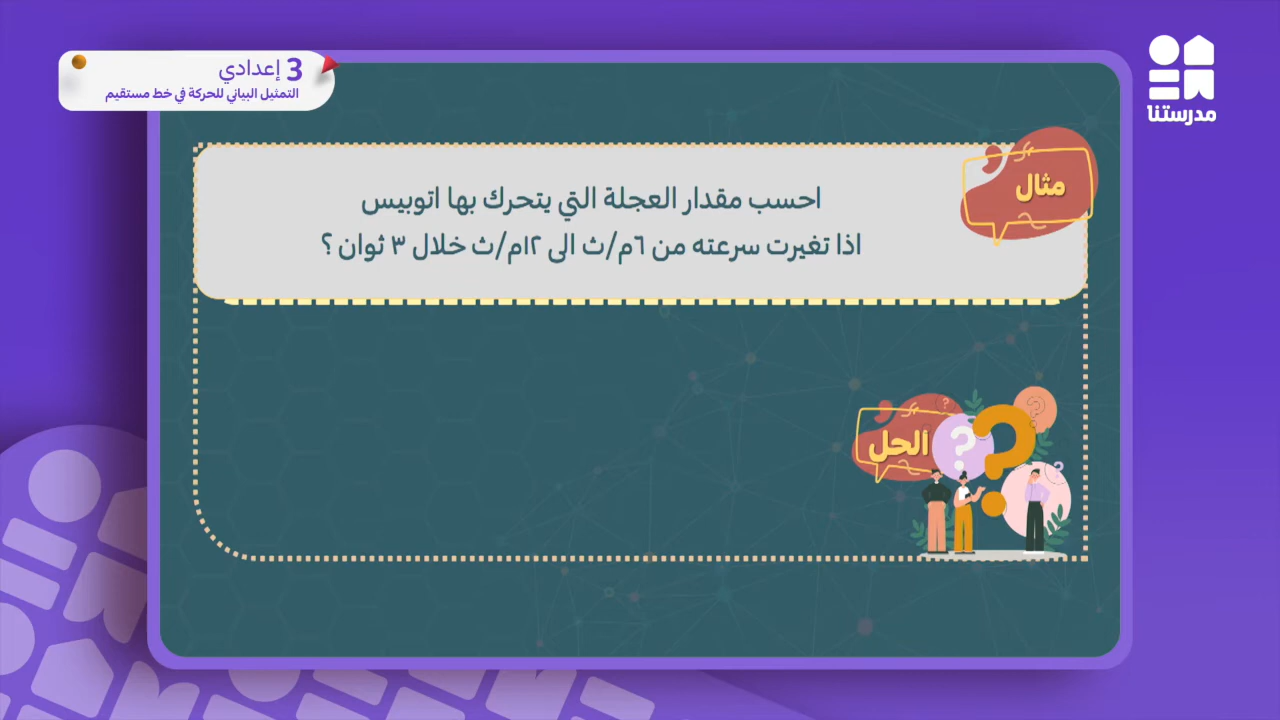 3 إعدادي
التمثيل البياني للحركة في خط مستقيم
مدرستنا
مثال
احسب مقدار العجلة التي يتحرك بها اتوبيس
اذا تغيرت سرعته من ٦م/ث الى ١٢م/ث خلال ٣ ثوان ؟
الحل